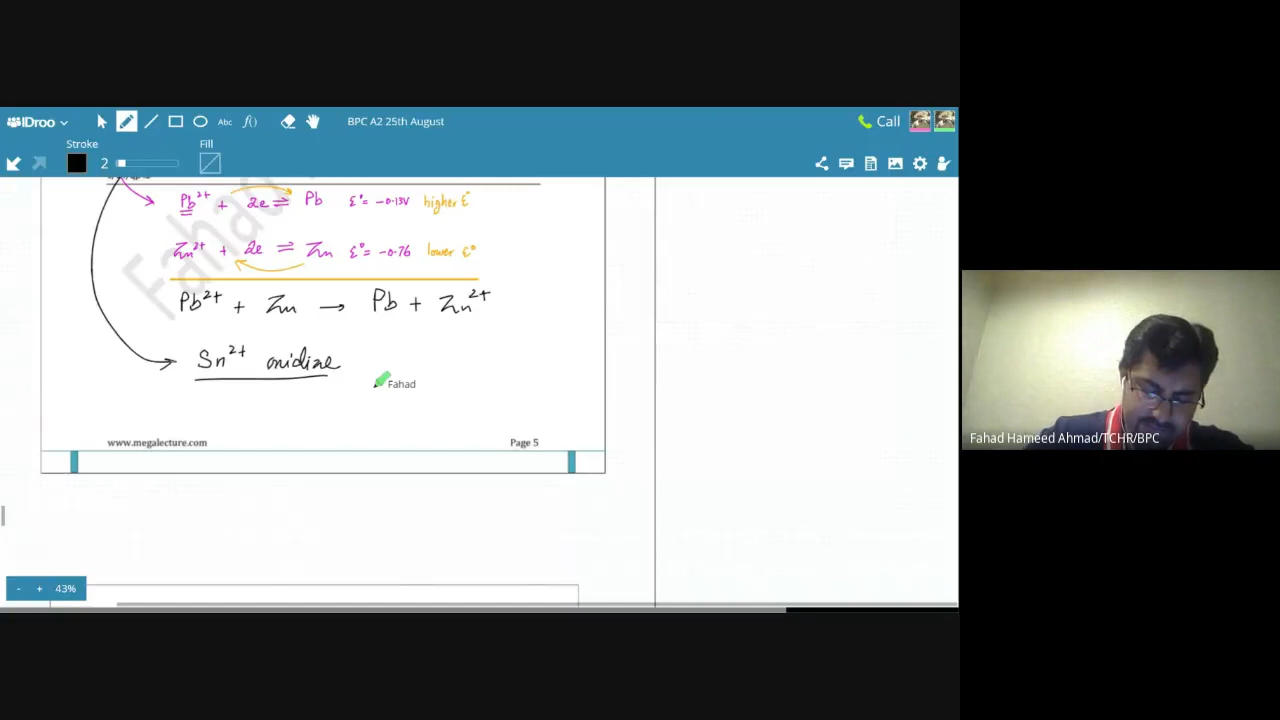 IDroo Abc f() BPC A2 25th August Call
Stroke Fill
2
Pb²⁺ + 2e ⇌ Pb ε° = -0.13V higher ε°
Zn²⁺ + 2e ⇌ Zn ε° = -0.76 lower ε°
Pb²⁺ + Zn → Pb + Zn²⁺
Sn²⁺ oxidize
Fahad
Fahad
www.megalecture.com Page 5
- + 43%
Fahad Hameed Ahmad/TCHR/BPC